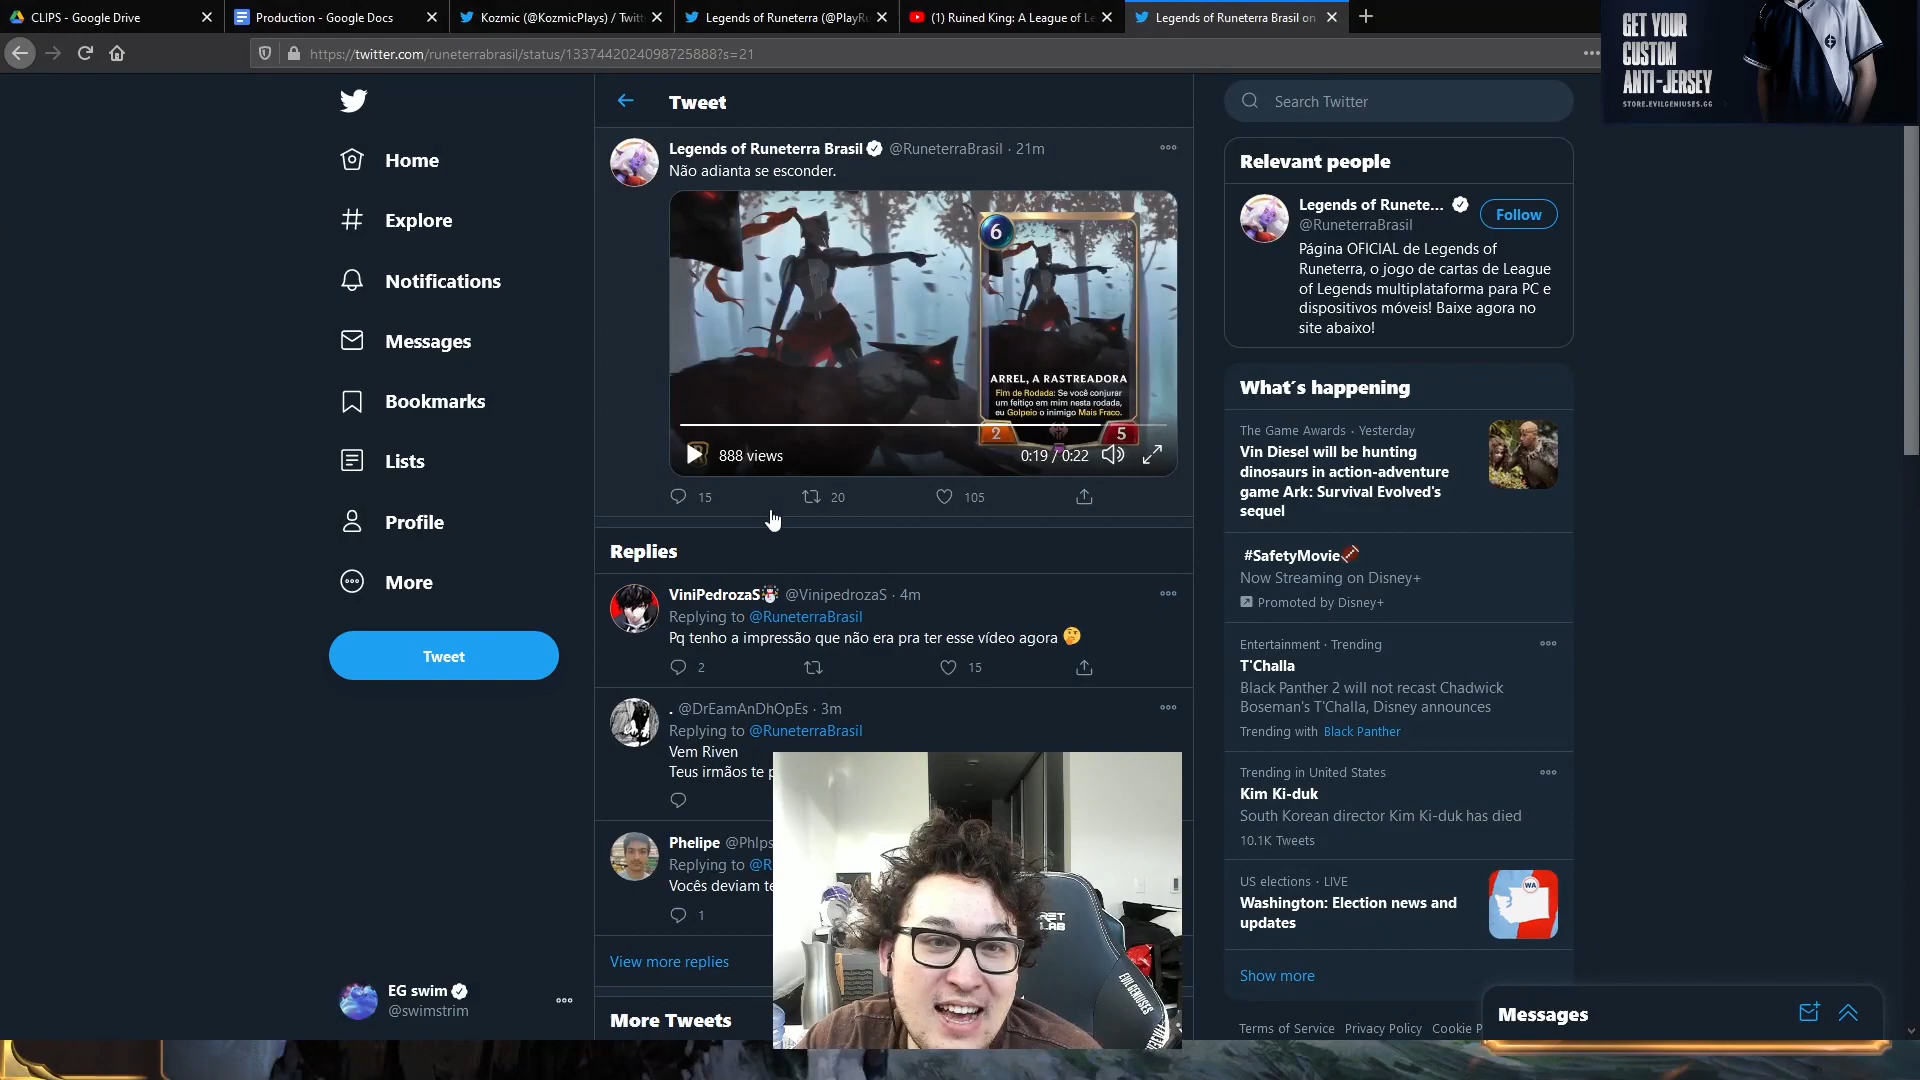 CLIPS - Google Drive
Production - Google Docs
Kozmic (@KozmicPlays) / Twitt
Legends of Runeterra (@PlayRu
(1) Ruined King: A League of Le
Legends of Runeterra Brasil on
https://twitter.com/runeterrabrasil/status/1337442024098725888?s=21
GET YOUR
CUSTOM
ANTI-JERSEY
STORE.EVILGENIUSES.GG
Home
Explore
Notifications
Messages
Bookmarks
Lists
Profile
More
Tweet
EG swim
@swimstrim
Tweet
Legends of Runeterra Brasil @RuneterraBrasil · 21m
Não adianta se esconder.
6
ARREL, A RASTREADORA
Fim de Rodada: Se você conjurar
um feitiço em mim nesta rodada,
eu Golpeio o inimigo Mais Fraco.
2 5
888 views
0:19 / 0:22
15 20 105
Replies
ViniPedrozaS @VinipedrozaS · 4m
Replying to @RuneterraBrasil
Pq tenho a impressão que não era pra ter esse vídeo agora 🤔
2 15
. @DrEamAnDhOpEs · 3m
Replying to @RuneterraBrasil
Vem Riven
Teus irmãos te p
Phelipe @Phlps
Replying to @R
Vocês deviam te
1
View more replies
More Tweets
RET
LAB
EVIL GENIUSES
Search Twitter
Relevant people
Legends of Runete...
@RuneterraBrasil
Follow
Página OFICIAL de Legends of
Runeterra, o jogo de cartas de League
of Legends multiplataforma para PC e
dispositivos móveis! Baixe agora no
site abaixo!
What's happening
The Game Awards · Yesterday
Vin Diesel will be hunting
dinosaurs in action-adventure
game Ark: Survival Evolved's
sequel
#SafetyMovie🏈
Now Streaming on Disney+
Promoted by Disney+
Entertainment · Trending
T'Challa
Black Panther 2 will not recast Chadwick
Boseman's T'Challa, Disney announces
Trending with Black Panther
Trending in United States
Kim Ki-duk
South Korean director Kim Ki-duk has died
10.1K Tweets
US elections · LIVE
Washington: Election news and
updates
WA
Show more
Terms of Service Privacy Policy Cookie P
Messages